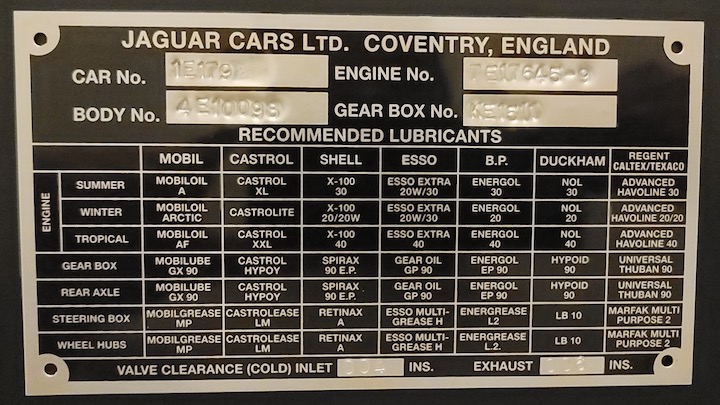 JAGUAR CARS LTD. COVENTRY, ENGLAND
CAR No. ENGINE No. 7E17645-9
BODY No. 4E10098 GEAR BOX No.
RECOMMENDED LUBRICANTS
MOBIL CASTROL SHELL ESSO B.P. DUCKHAM REGENT CALTEX/TEXACO
ENGINE
SUMMER MOBILOIL A CASTROL XL X-100 30 ESSO EXTRA 20W/30 ENERGOL 30 NOL 30 ADVANCED HAVOLINE 30
WINTER MOBILOIL ARCTIC CASTROLITE X-100 20/20W ESSO EXTRA 20W/30 ENERGOL 20 NOL 20 ADVANCED HAVOLINE 20/20
TROPICAL MOBILOIL AF CASTROL XXL X-100 40 ESSO EXTRA 40 ENERGOL 40 NOL 40 ADVANCED HAVOLINE 40
GEAR BOX MOBILUBE GX 90 CASTROL HYPOY SPIRAX 90 E.P. GEAR OIL GP 90 ENERGOL EP 90 HYPOID 90 UNIVERSAL THUBAN 90
REAR AXLE MOBILUBE GX 90 CASTROL HYPOY SPIRAX 90 E.P. GEAR OIL GP 90 ENERGOL EP 90 HYPOID 90 UNIVERSAL THUBAN 90
STEERING BOX MOBILGREASE MP CASTROLEASE LM RETINAX A ESSO MULTI-GREASE H ENERGREASE L2 LB 10 MARFAK MULTI PURPOSE 2
WHEEL HUBS MOBILGREASE MP CASTROLEASE LM RETINAX A ESSO MULTI-GREASE H ENERGREASE L.2. LB 10 MARFAK MULTI PURPOSE 2
VALVE CLEARANCE (COLD) INLET INS. EXHAUST INS.